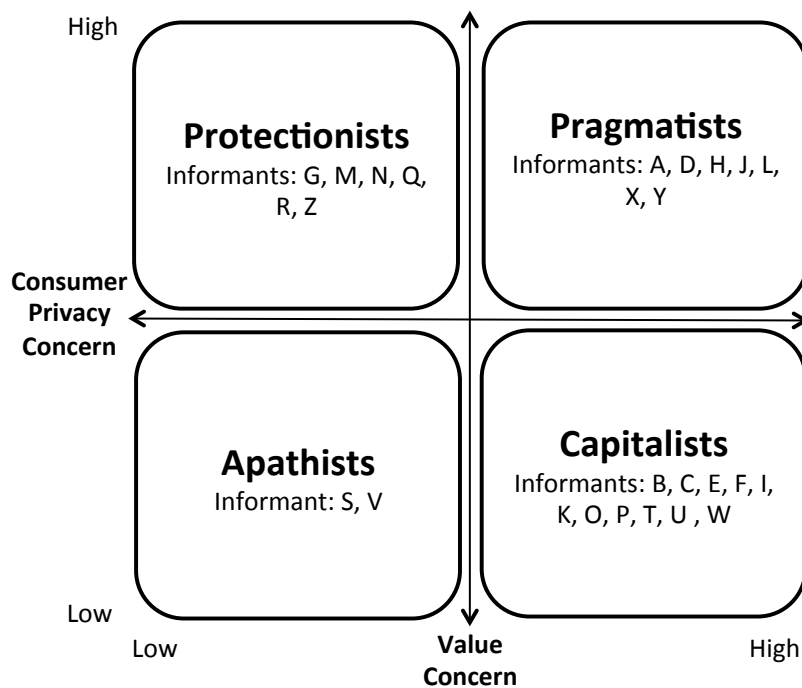 High
Protectionists
Informants: G, M, N, Q,
R, Z
Pragmatists
Informants: A, D, H, J, L,
X, Y
Consumer
Privacy
Concern
Apathists
Informant: S, V
Capitalists
Informants: B, C, E, F, I,
K, O, P, T, U , W
Low
Low
Value
Concern
High